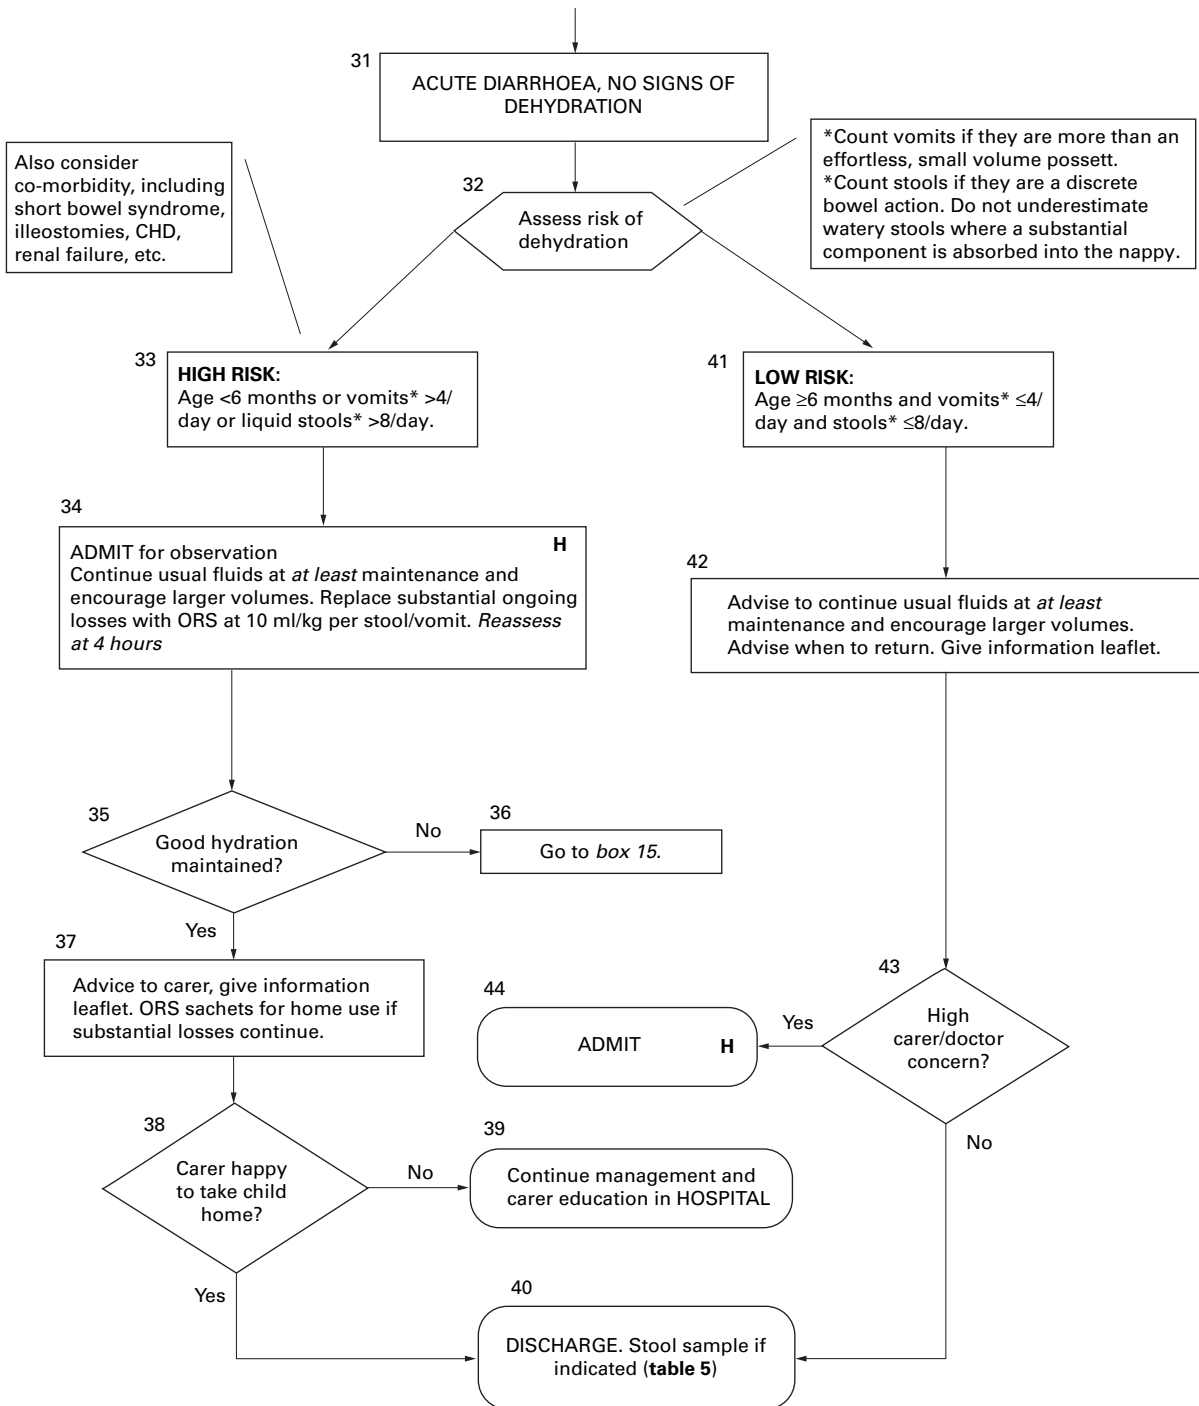 31
ACUTE DIARRHOEA, NO SIGNS OF
DEHYDRATION
Also consider
co-morbidity, including
short bowel syndrome,
illeostomies, CHD,
renal failure, etc.
32
Assess risk of
dehydration
*Count vomits if they are more than an
effortless, small volume possett.
*Count stools if they are a discrete
bowel action. Do not underestimate
watery stools where a substantial
component is absorbed into the nappy.
33
HIGH RISK:
Age <6 months or vomits* >4/
day or liquid stools* >8/day.
41
LOW RISK:
Age ≥6 months and vomits* ≤4/
day and stools* ≤8/day.
34
ADMIT for observation H
Continue usual fluids at at least maintenance and
encourage larger volumes. Replace substantial ongoing
losses with ORS at 10 ml/kg per stool/vomit. Reassess
at 4 hours
42
Advise to continue usual fluids at at least
maintenance and encourage larger volumes.
Advise when to return. Give information leaflet.
35
Good hydration
maintained?
No
36
Go to box 15.
Yes
37
Advice to carer, give information
leaflet. ORS sachets for home use if
substantial losses continue.
43
High
carer/doctor
concern?
Yes
44
ADMIT H
No
38
Carer happy
to take child
home?
No
39
Continue management and
carer education in HOSPITAL
Yes
40
DISCHARGE. Stool sample if
indicated (table 5)